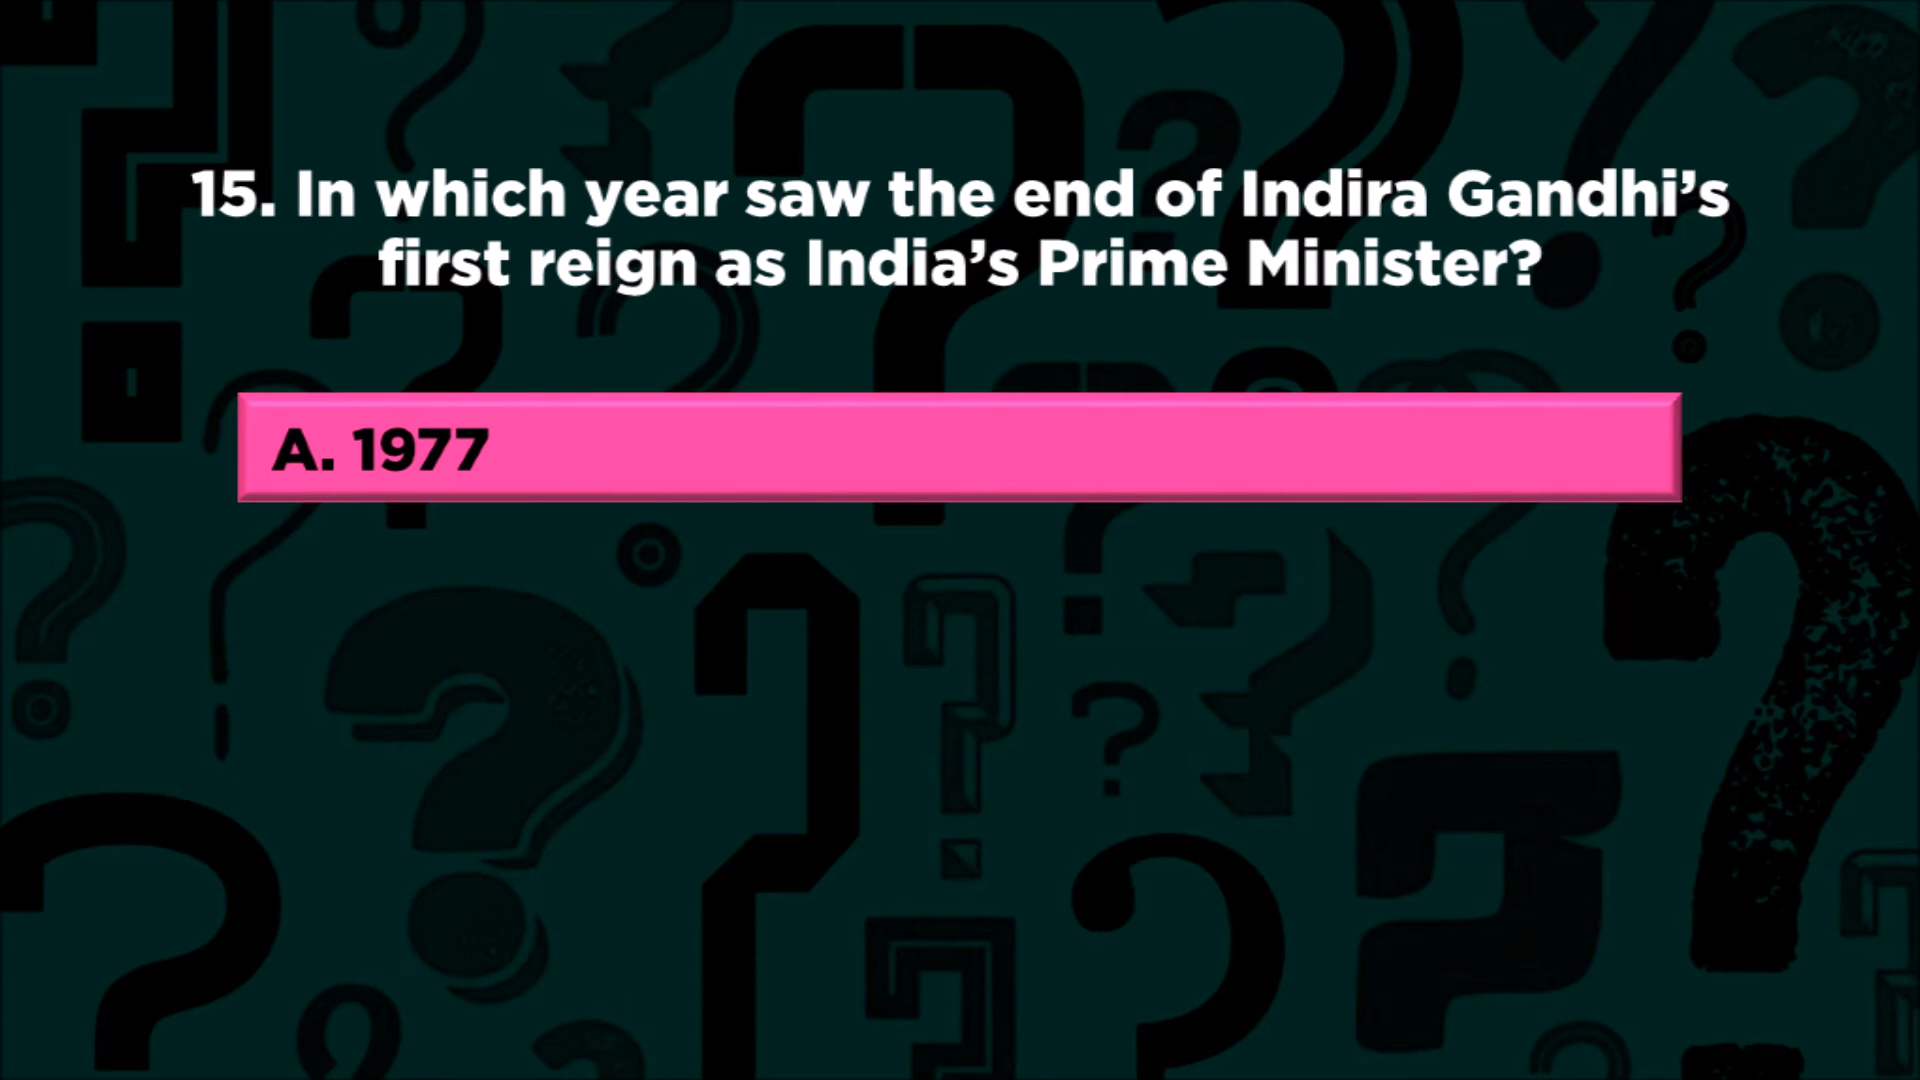 15. In which year saw the end of Indira Gandhi’s
first reign as India’s Prime Minister?
A. 1977